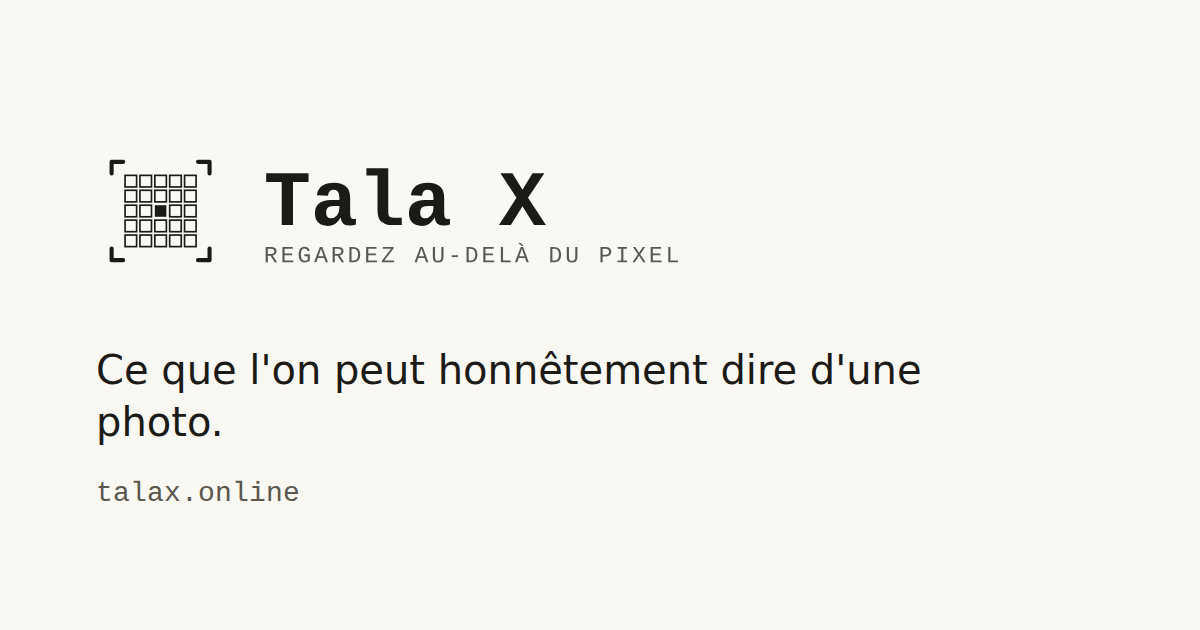 Tala X
REGARDEZ AU-DELÀ DU PIXEL
Ce que l'on peut honnêtement dire d'une
photo.
talax.online